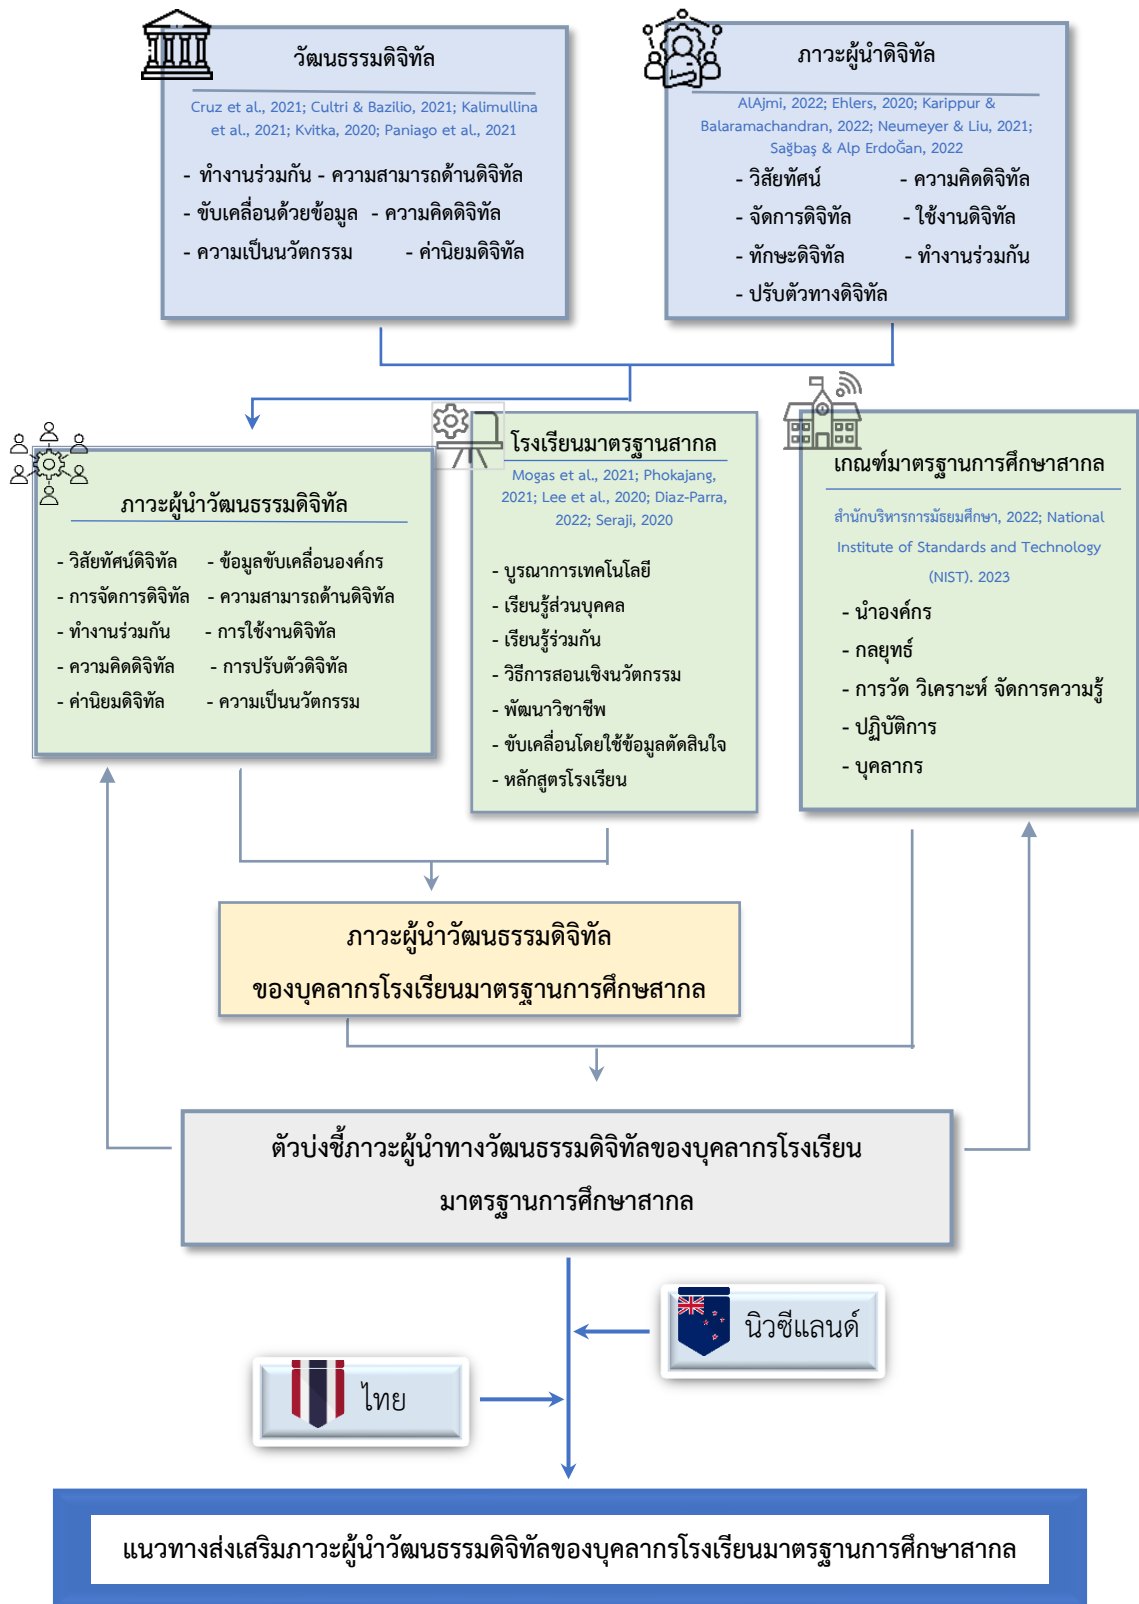 วัฒนธรรมดิจิทัล
Cruz et al., 2021; Cultri & Bazilio, 2021; Kalimullina
et al., 2021; Kvitka, 2020; Paniago et al., 2021
- ทำงานร่วมกัน - ความสามารถด้านดิจิทัล
- ขับเคลื่อนด้วยข้อมูล - ความคิดดิจิทัล
- ความเป็นนวัตกรรม - ค่านิยมดิจิทัล
ภาวะผู้นำดิจิทัล
AlAjmi, 2022; Ehlers, 2020; Karippur &
Balaramachandran, 2022; Neumeyer & Liu, 2021;
Sağbaş & Alp ErdoĞan, 2022
- วิสัยทัศน์ - ความคิดดิจิทัล
- จัดการดิจิทัล - ใช้งานดิจิทัล
- ทักษะดิจิทัล - ทำงานร่วมกัน
- ปรับตัวทางดิจิทัล
ภาวะผู้นำวัฒนธรรมดิจิทัล
- วิสัยทัศน์ดิจิทัล - ข้อมูลขับเคลื่อนองค์กร
- การจัดการดิจิทัล - ความสามารถด้านดิจิทัล
- ทำงานร่วมกัน - การใช้งานดิจิทัล
- ความคิดดิจิทัล - การปรับตัวดิจิทัล
- ค่านิยมดิจิทัล - ความเป็นนวัตกรรม
โรงเรียนมาตรฐานสากล
Mogas et al., 2021; Phokajang,
2021; Lee et al., 2020; Diaz-Parra,
2022; Seraji, 2020
- บูรณาการเทคโนโลยี
- เรียนรู้ส่วนบุคคล
- เรียนรู้ร่วมกัน
- วิธีการสอนเชิงนวัตกรรม
- พัฒนาวิชาชีพ
- ขับเคลื่อนโดยใช้ข้อมูลตัดสินใจ
- หลักสูตรโรงเรียน
เกณฑ์มาตรฐานการศึกษาสากล
สำนักบริหารการมัธยมศึกษา, 2022; National
Institute of Standards and Technology
(NIST). 2023
- นำองค์กร
- กลยุทธ์
- การวัด วิเคราะห์ จัดการความรู้
- ปฏิบัติการ
- บุคลากร
ภาวะผู้นำวัฒนธรรมดิจิทัล
ของบุคลากรโรงเรียนมาตรฐานการศึกษสากล
ตัวบ่งชี้ภาวะผู้นำทางวัฒนธรรมดิจิทัลของบุคลากรโรงเรียน
มาตรฐานการศึกษาสากล
นิวซีแลนด์
ไทย
แนวทางส่งเสริมภาวะผู้นำวัฒนธรรมดิจิทัลของบุคลากรโรงเรียนมาตรฐานการศึกษาสากล